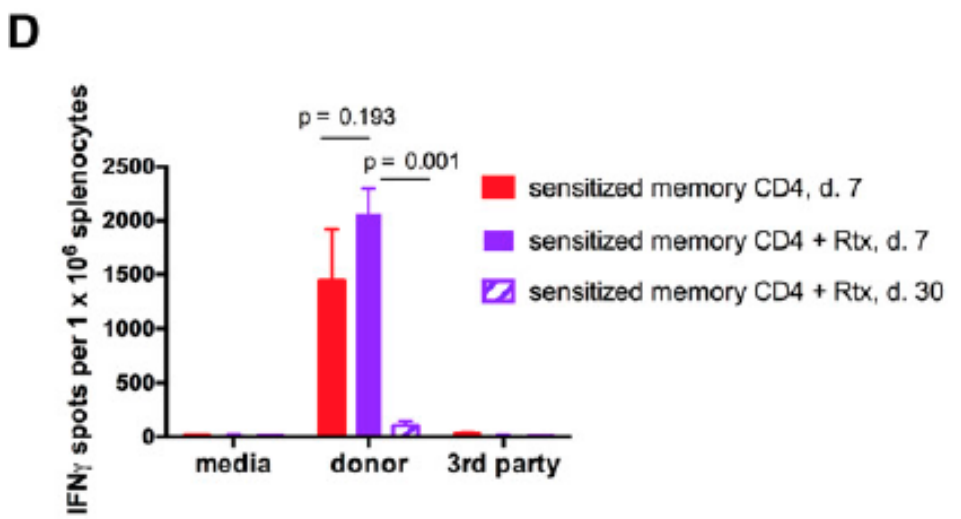 D
p = 0.193
p = 0.001
IFNγ spots per 1 x 10⁶ splenocytes
2500
2000
1500
1000
500
0
media donor 3rd party
sensitized memory CD4, d. 7
sensitized memory CD4 + Rtx, d. 7
sensitized memory CD4 + Rtx, d. 30